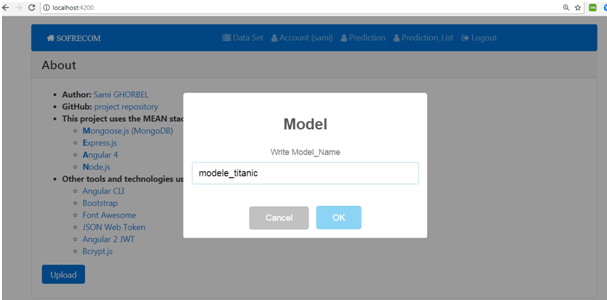 localhost:4200
SOFRECOM Data Set Account (sami) Prediction Prediction_List Logout
About
Author: Sami GHORBEL
GitHub: project repository
This project uses the MEAN stac
Mongoose.js (MongoDB)
Express.js
Angular 4
Node.js
Other tools and technologies us
Angular CLI
Bootstrap
Font Awesome
JSON Web Token
Angular 2 JWT
Bcrypt.js
Upload
Model
Write Model_Name
modele_titanic
Cancel OK